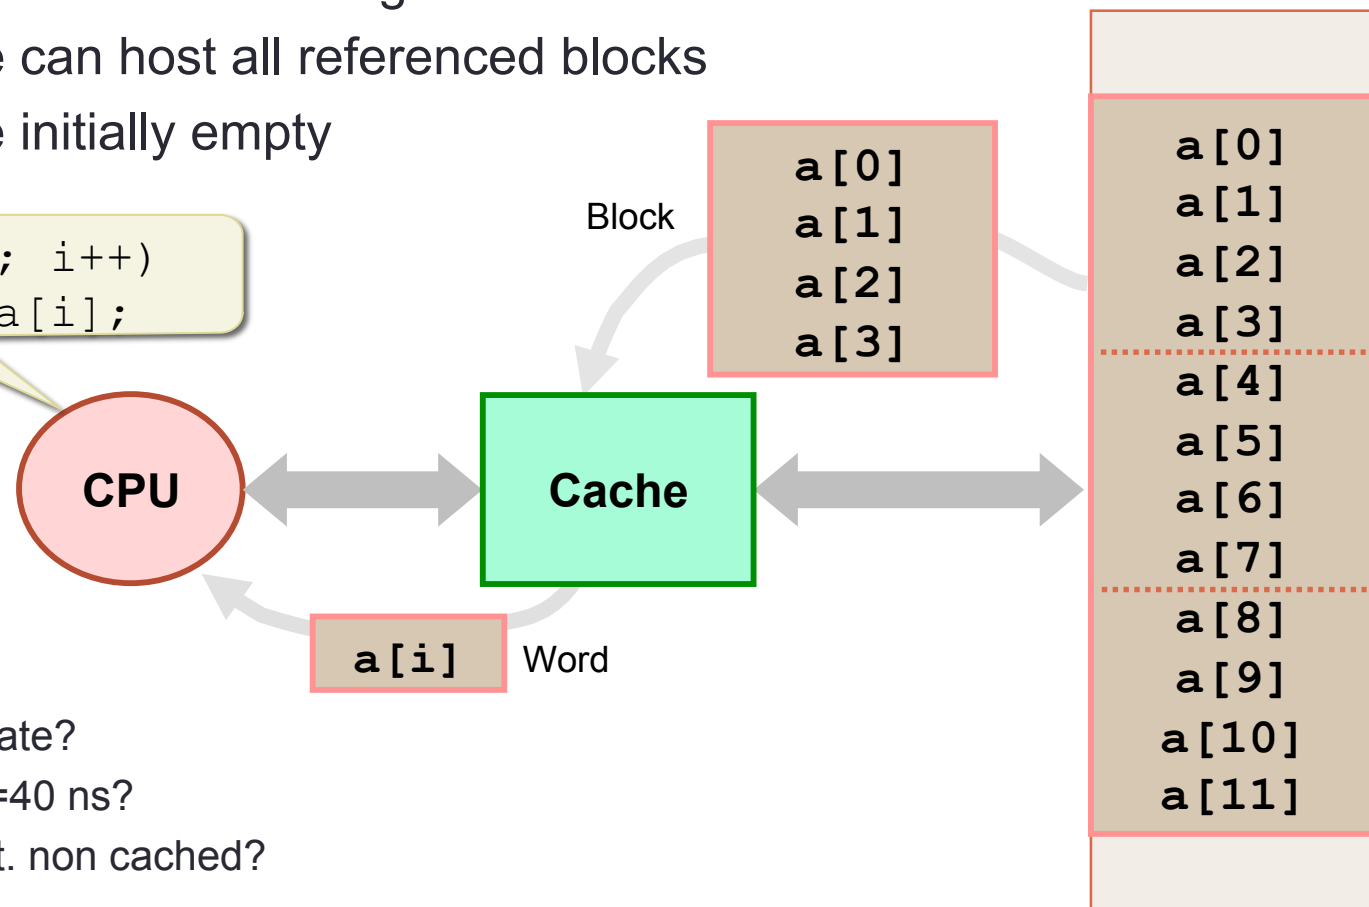 e can host all referenced blocks
e initially empty
; i++)
a[i];
Block
a[0]
a[1]
a[2]
a[3]
CPU
Cache
a[i]
Word
a[0]
a[1]
a[2]
a[3]
a[4]
a[5]
a[6]
a[7]
a[8]
a[9]
a[10]
a[11]
ate?
=40 ns?
t. non cached?